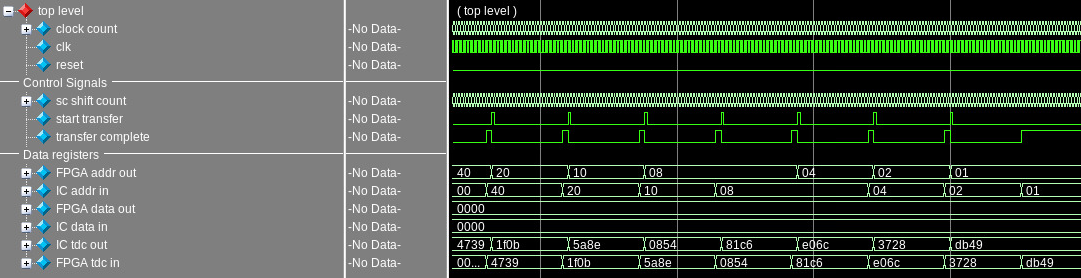 top level ( top level )
clock count -No Data-
clk -No Data-
reset -No Data-
Control Signals
sc shift count -No Data-
start transfer -No Data-
transfer complete -No Data-
Data registers
FPGA addr out -No Data- 40 20 10 08 04 02 01
IC addr in -No Data- 00 40 20 10 08 04 02 01
FPGA data out -No Data- 0000
IC data in -No Data- 0000
IC tdc out -No Data- 4739 1f0b 5a8e 0854 81c6 e06c 3728 db49
FPGA tdc in -No Data- 00... 4739 1f0b 5a8e 0854 81c6 e06c 3728 db49